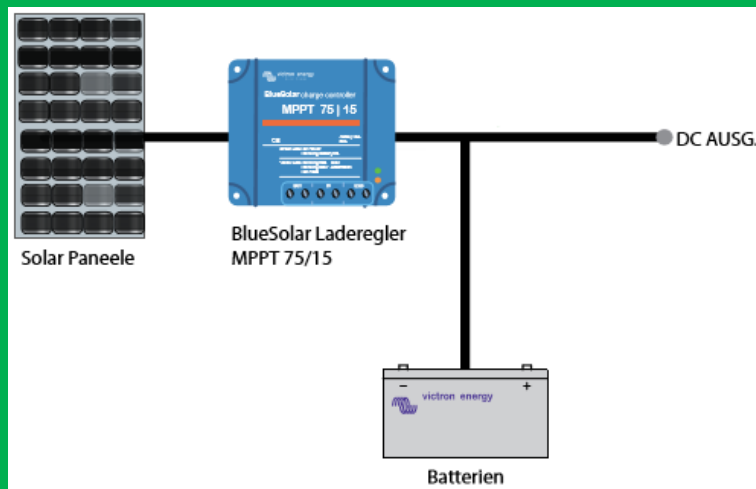 victron energy
BlueSolar charge controller
MPPT 75 | 15
DC AUSG.
Solar Paneele
BlueSolar Laderegler
MPPT 75/15
victron energy
Batterien